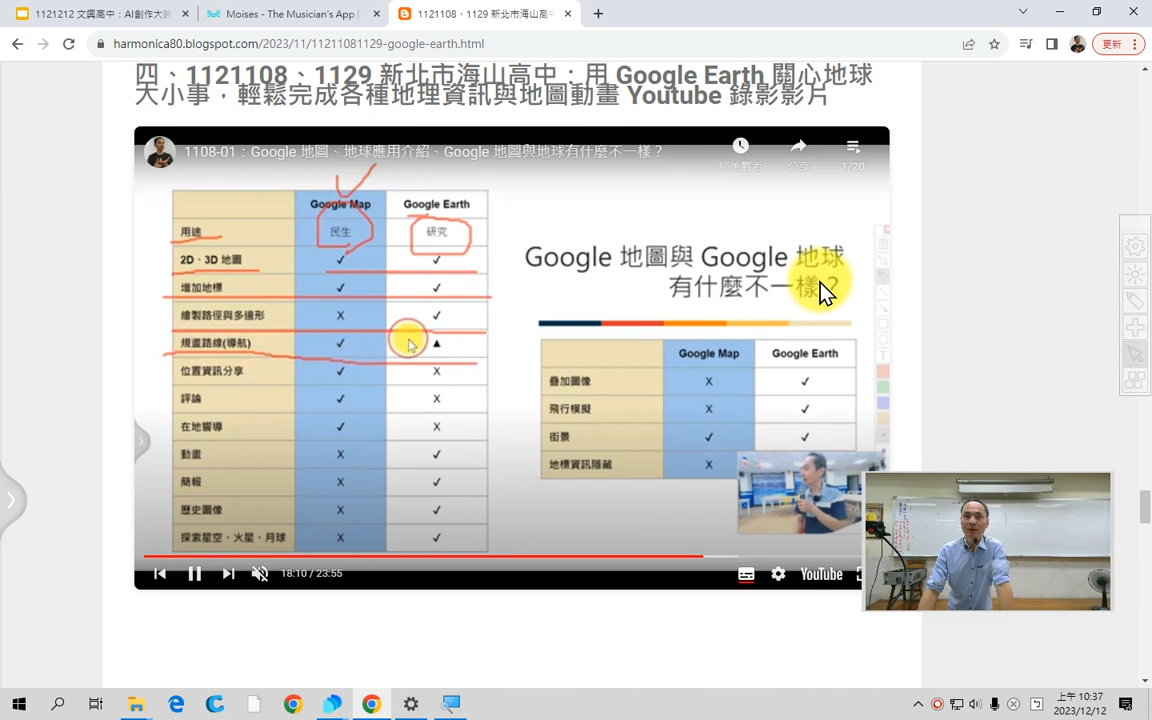 1121212 文興高中：AI創作大
Moises - The Musician's App |
1121108、1129 新北市海山高中
harmonica80.blogspot.com/2023/11/11211081129-google-earth.html
更新
四、1121108、1129 新北市海山高中：用 Google Earth 關心地球
大小事，輕鬆完成各種地理資訊與地圖動畫 Youtube 錄影影片
1108-01：Google 地圖、地球應用介紹、Google 地圖與地球有什麼不一樣？
稍後觀看 分享 1/20
Google Map Google Earth
用途 民生 研究
2D、3D 地圖 ✓ ✓
增加地標 ✓ ✓
繪製路徑與多邊形 X ✓
規畫路線(導航) ✓ ▲
位置資訊分享 ✓ X
評論 ✓ X
在地嚮導 ✓ X
動畫 X ✓
簡報 X ✓
歷史圖像 X ✓
探索星空、火星、月球 X ✓
Google 地圖與 Google 地球
有什麼不一樣？
Google Map Google Earth
疊加圖像 X ✓
飛行模擬 X ✓
街景 ✓ ✓
地標資訊隱藏 X
18:10 / 23:55
YouTube
上午 10:37
2023/12/12